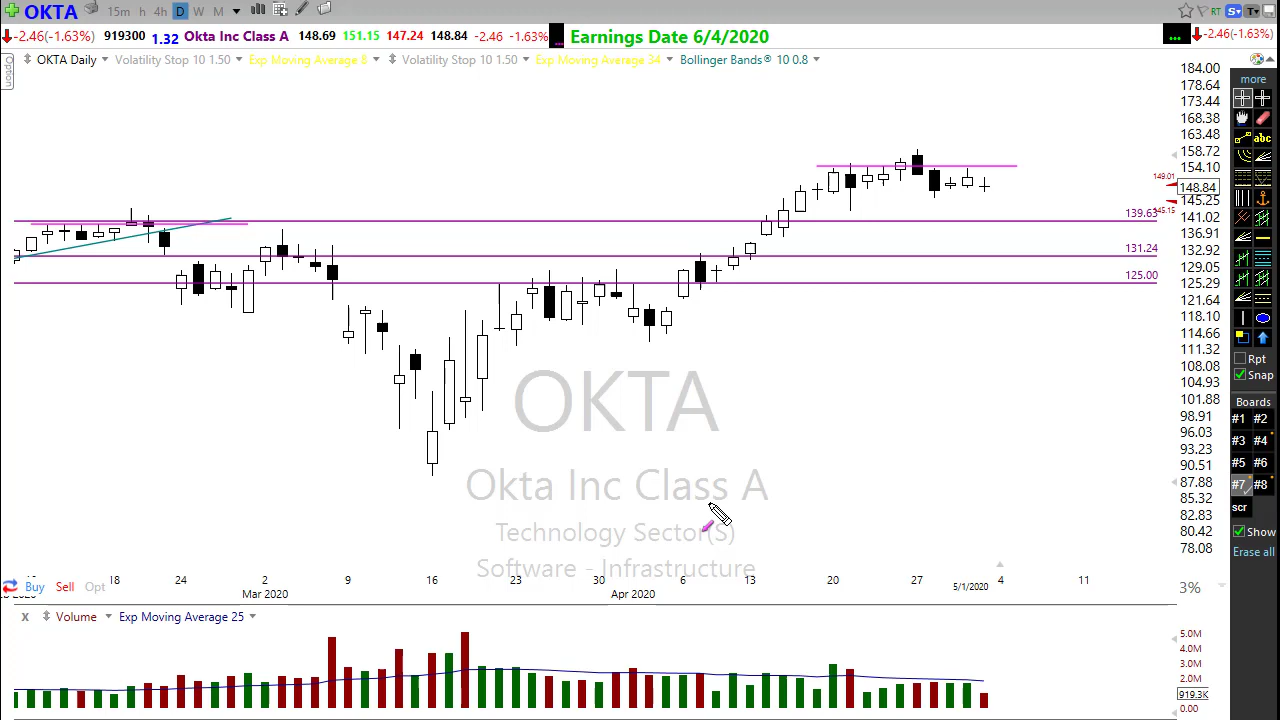 OKTA 15m h 4h D W M RT S T
-2.46(-1.63%) 919300 1.32 Okta Inc Class A 148.69 151.15 147.24 148.84 -2.46 -1.63% ... Earnings Date 6/4/2020 ... -2.46(-1.63%)
Option
OKTA Daily Volatility Stop 10 1.50 Exp Moving Average 8 Volatility Stop 10 1.50 Exp Moving Average 34 Bollinger Bands® 10 0.8
184.00
178.64
173.44
168.38
163.48
158.72
154.10
149.01
148.84
145.25
145.15
141.02
136.91
132.92
129.05
125.29
121.64
118.10
114.66
111.32
108.08
104.93
101.88
98.91
96.03
93.23
90.51
87.88
85.32
82.83
80.42
78.08
3%
139.63
131.24
125.00
OKTA
Okta Inc Class A
Technology Sector(S)
Software - Infrastructure
Buy Sell Opt
18 24 2 9 16 23 30 6 13 20 27 5/1/2020 4 11
Mar 2020 Apr 2020
X Volume Exp Moving Average 25
5.0M
4.0M
3.0M
2.0M
919.3K
0.00
more
abc
Rpt
Snap
Boards
#1 #2
#3 #4
#5 #6
#7 #8
scr
Show
Erase all